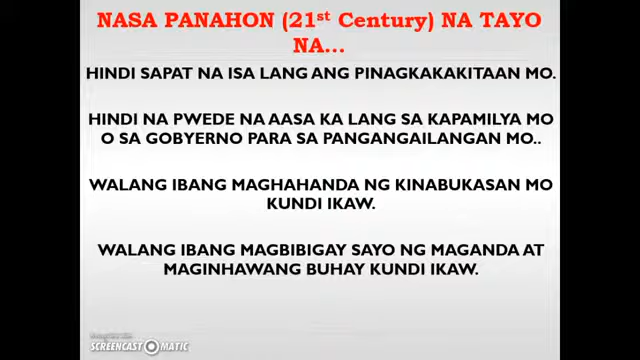 NASA PANAHON (21st Century) NA TAYO
NA...
HINDI SAPAT NA ISA LANG ANG PINAGKAKAKITAAN MO.
HINDI NA PWEDE NA AASA KA LANG SA KAPAMILYA MO
O SA GOBYERNO PARA SA PANGANGAILANGAN MO..
WALANG IBANG MAGHAHANDA NG KINABUKASAN MO
KUNDI IKAW.
WALANG IBANG MAGBIBIGAY SAYO NG MAGANDA AT
MAGINHAWANG BUHAY KUNDI IKAW.
SCREENCAST MATIC